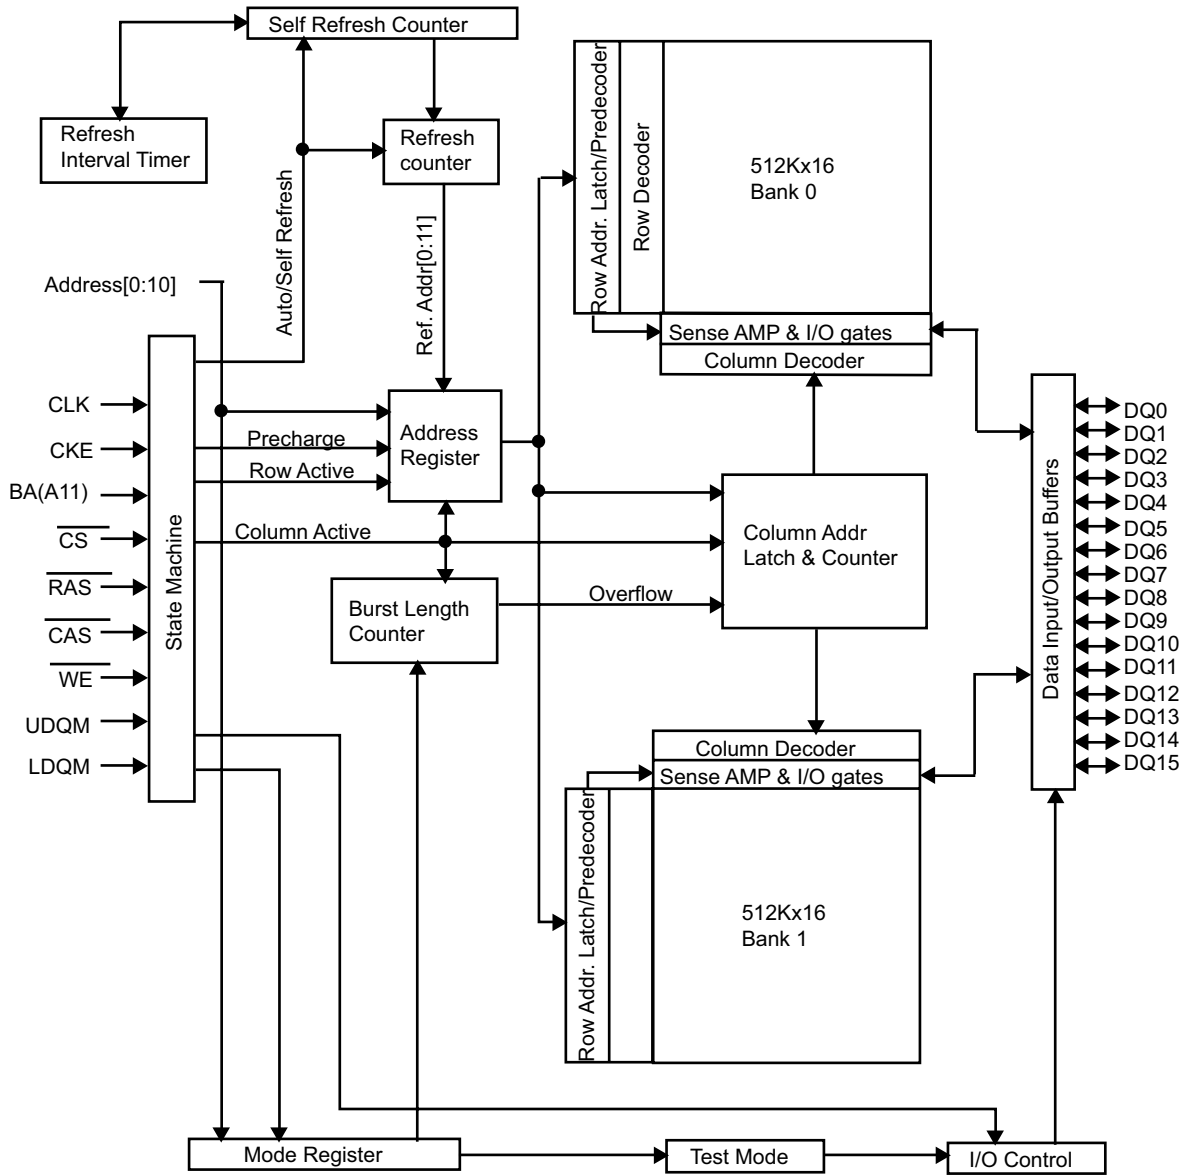 Self Refresh Counter
Refresh
Interval Timer
Refresh
counter
Auto/Self Refresh
Ref. Addr[0:11]
Row Addr. Latch/Predecoder
Row Decoder
512Kx16
Bank 0
Address[0:10]
Sense AMP & I/O gates
Column Decoder
State Machine
CLK
CKE
BA(A11)
CS
RAS
CAS
WE
UDQM
LDQM
Precharge
Row Active
Column Active
Address
Register
Burst Length
Counter
Overflow
Column Addr
Latch & Counter
Data Input/Output Buffers
DQ0
DQ1
DQ2
DQ3
DQ4
DQ5
DQ6
DQ7
DQ8
DQ9
DQ10
DQ11
DQ12
DQ13
DQ14
DQ15
Column Decoder
Sense AMP & I/O gates
Row Addr. Latch/Predecoder
512Kx16
Bank 1
Mode Register
Test Mode
I/O Control